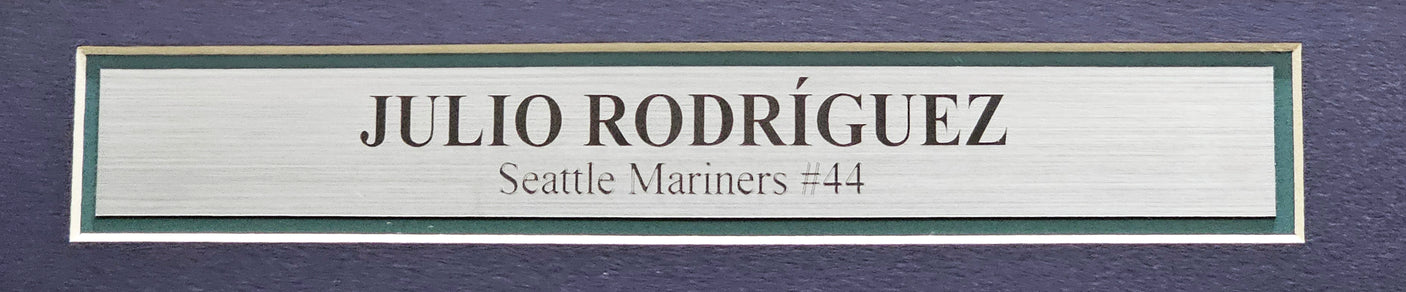 JULIO RODRÍGUEZ
Seattle Mariners #44